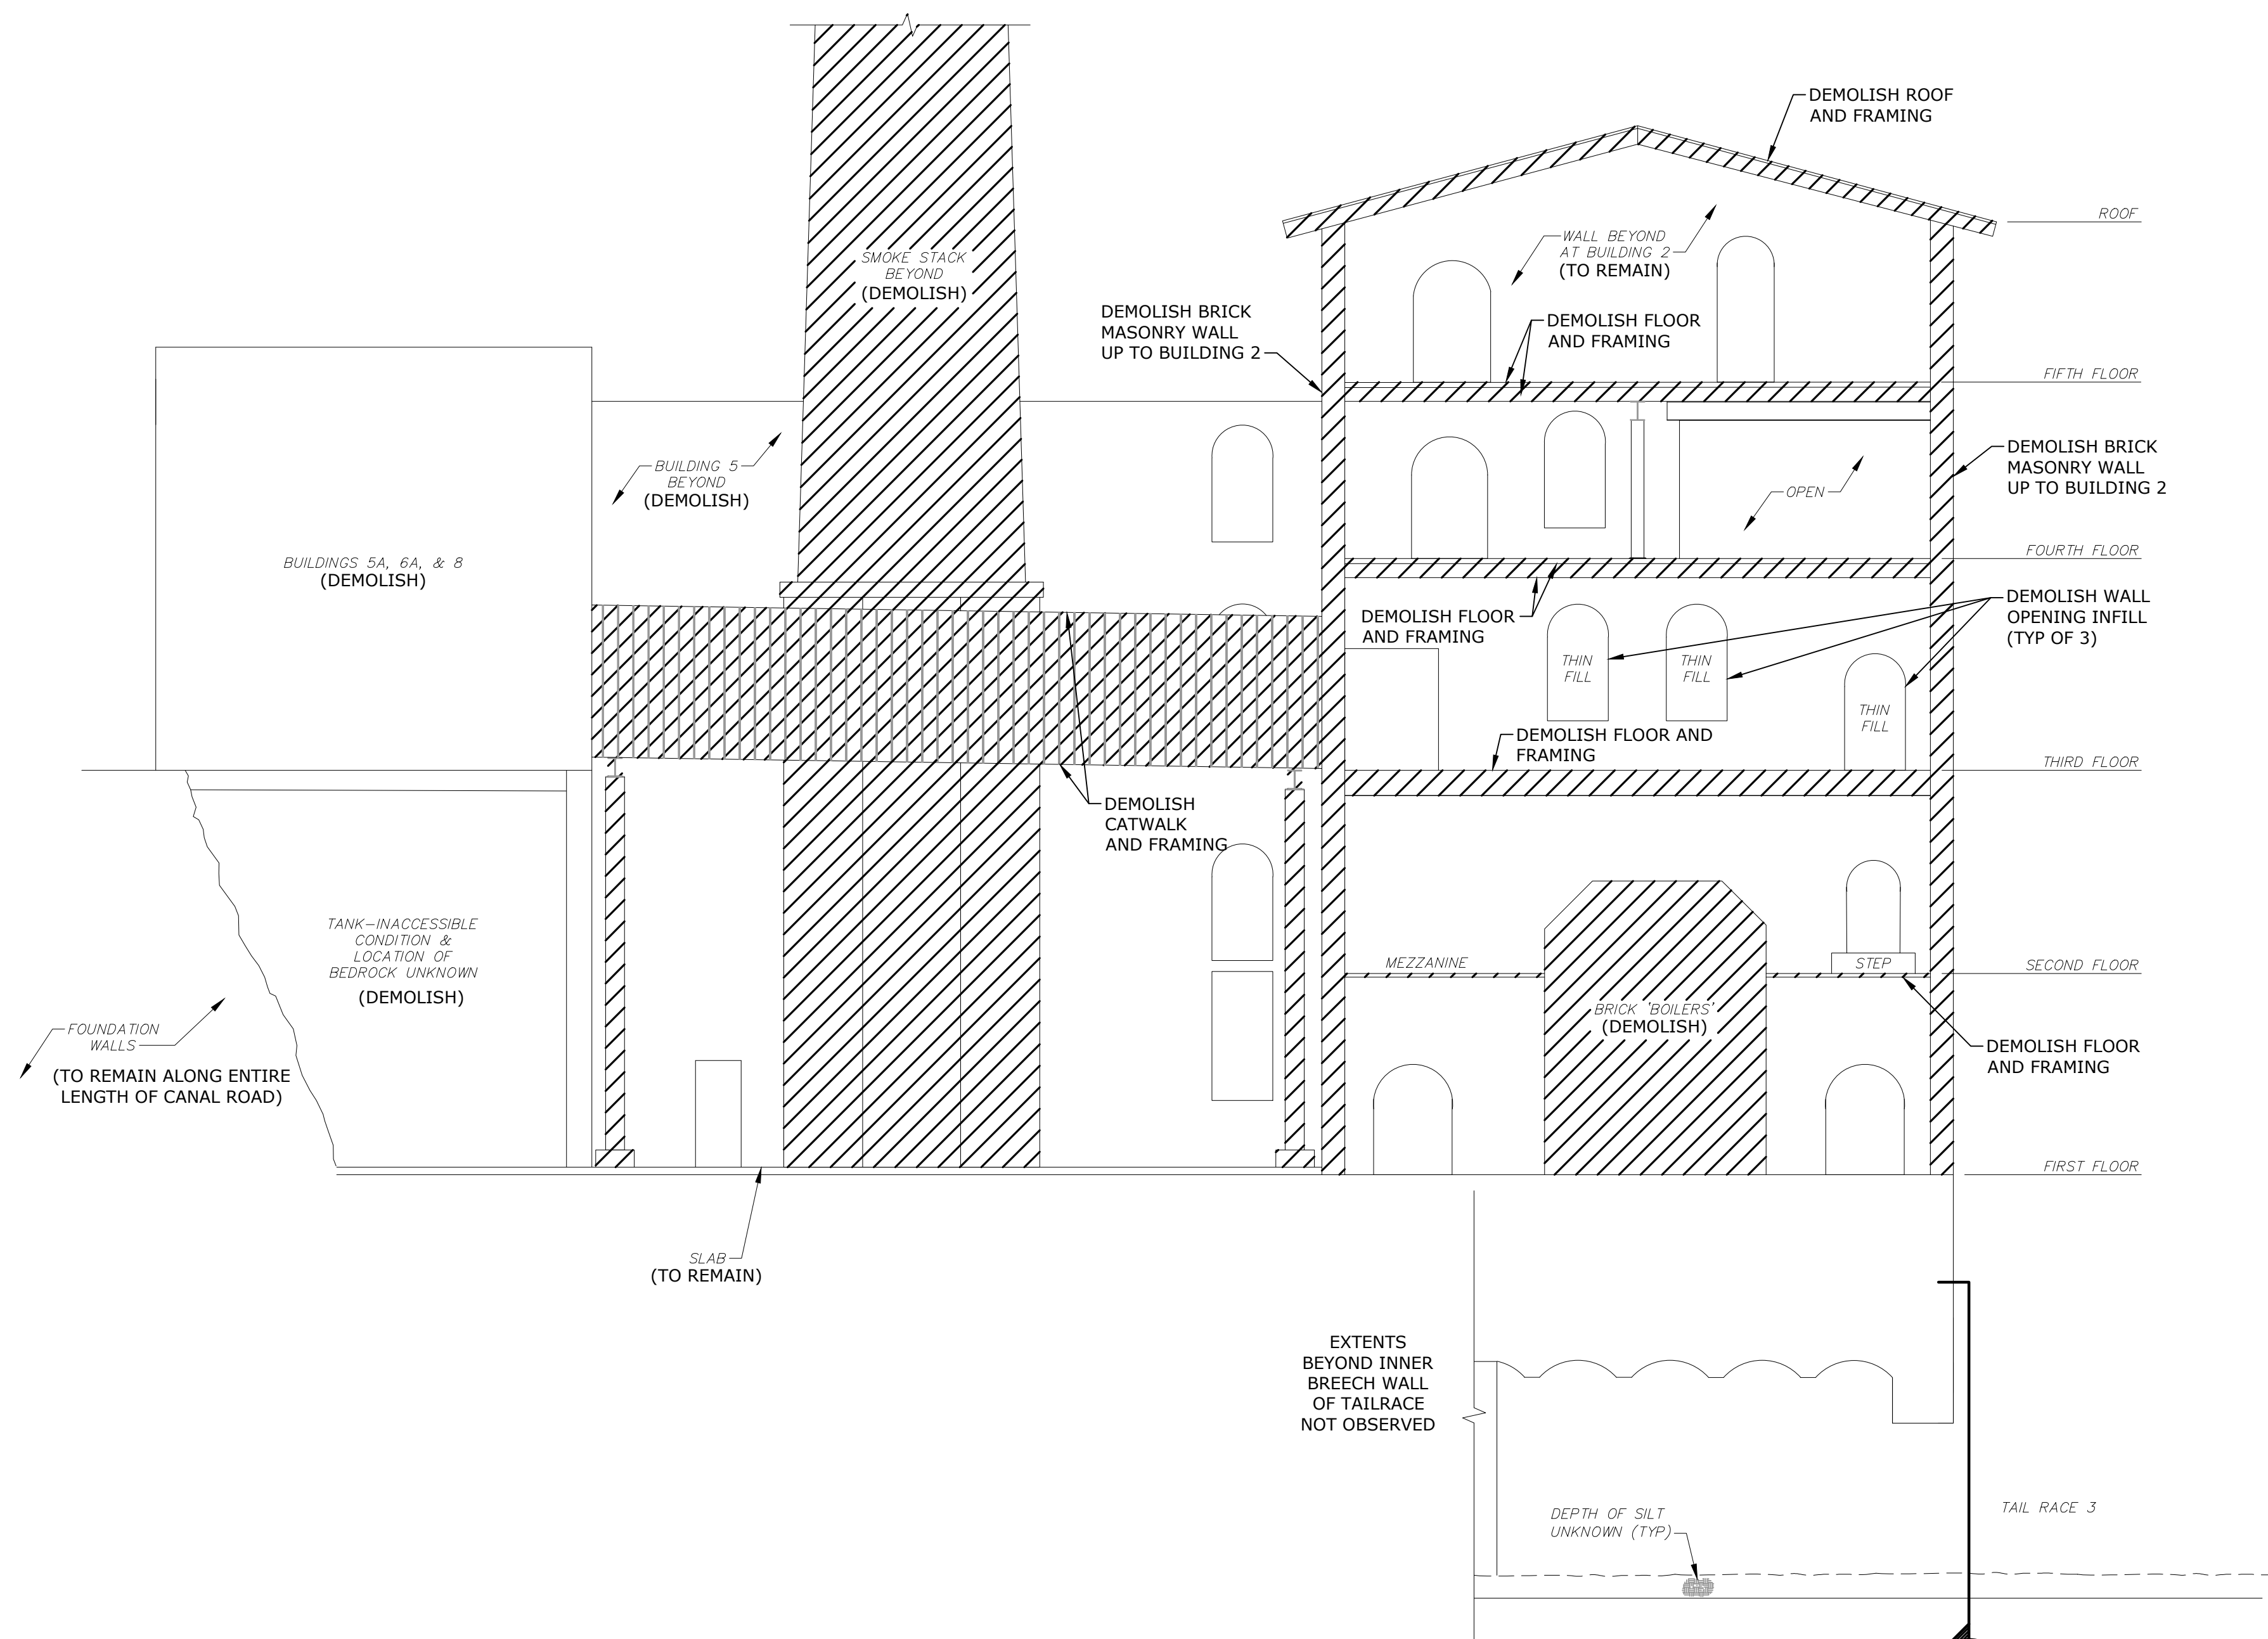 DEMOLISH ROOF
AND FRAMING
ROOF
WALL BEYOND
AT BUILDING 2
(TO REMAIN)
SMOKE STACK
BEYOND
(DEMOLISH)
DEMOLISH BRICK
MASONRY WALL
UP TO BUILDING 2
DEMOLISH FLOOR
AND FRAMING
FIFTH FLOOR
BUILDING 5
BEYOND
(DEMOLISH)
OPEN
DEMOLISH BRICK
MASONRY WALL
UP TO BUILDING 2
BUILDINGS 5A, 6A, & 8
(DEMOLISH)
FOURTH FLOOR
DEMOLISH FLOOR
AND FRAMING
DEMOLISH WALL
OPENING INFILL
(TYP OF 3)
THIN
FILL
THIN
FILL
THIN
FILL
DEMOLISH FLOOR AND
FRAMING
THIRD FLOOR
DEMOLISH
CATWALK
AND FRAMING
TANK-INACCESSIBLE
CONDITION &
LOCATION OF
BEDROCK UNKNOWN
(DEMOLISH)
MEZZANINE
STEP
SECOND FLOOR
BRICK 'BOILERS'
(DEMOLISH)
FOUNDATION
WALLS
(TO REMAIN ALONG ENTIRE
LENGTH OF CANAL ROAD)
DEMOLISH FLOOR
AND FRAMING
FIRST FLOOR
SLAB
(TO REMAIN)
EXTENTS
BEYOND INNER
BREECH WALL
OF TAILRACE
NOT OBSERVED
DEPTH OF SILT
UNKNOWN (TYP)
TAIL RACE 3